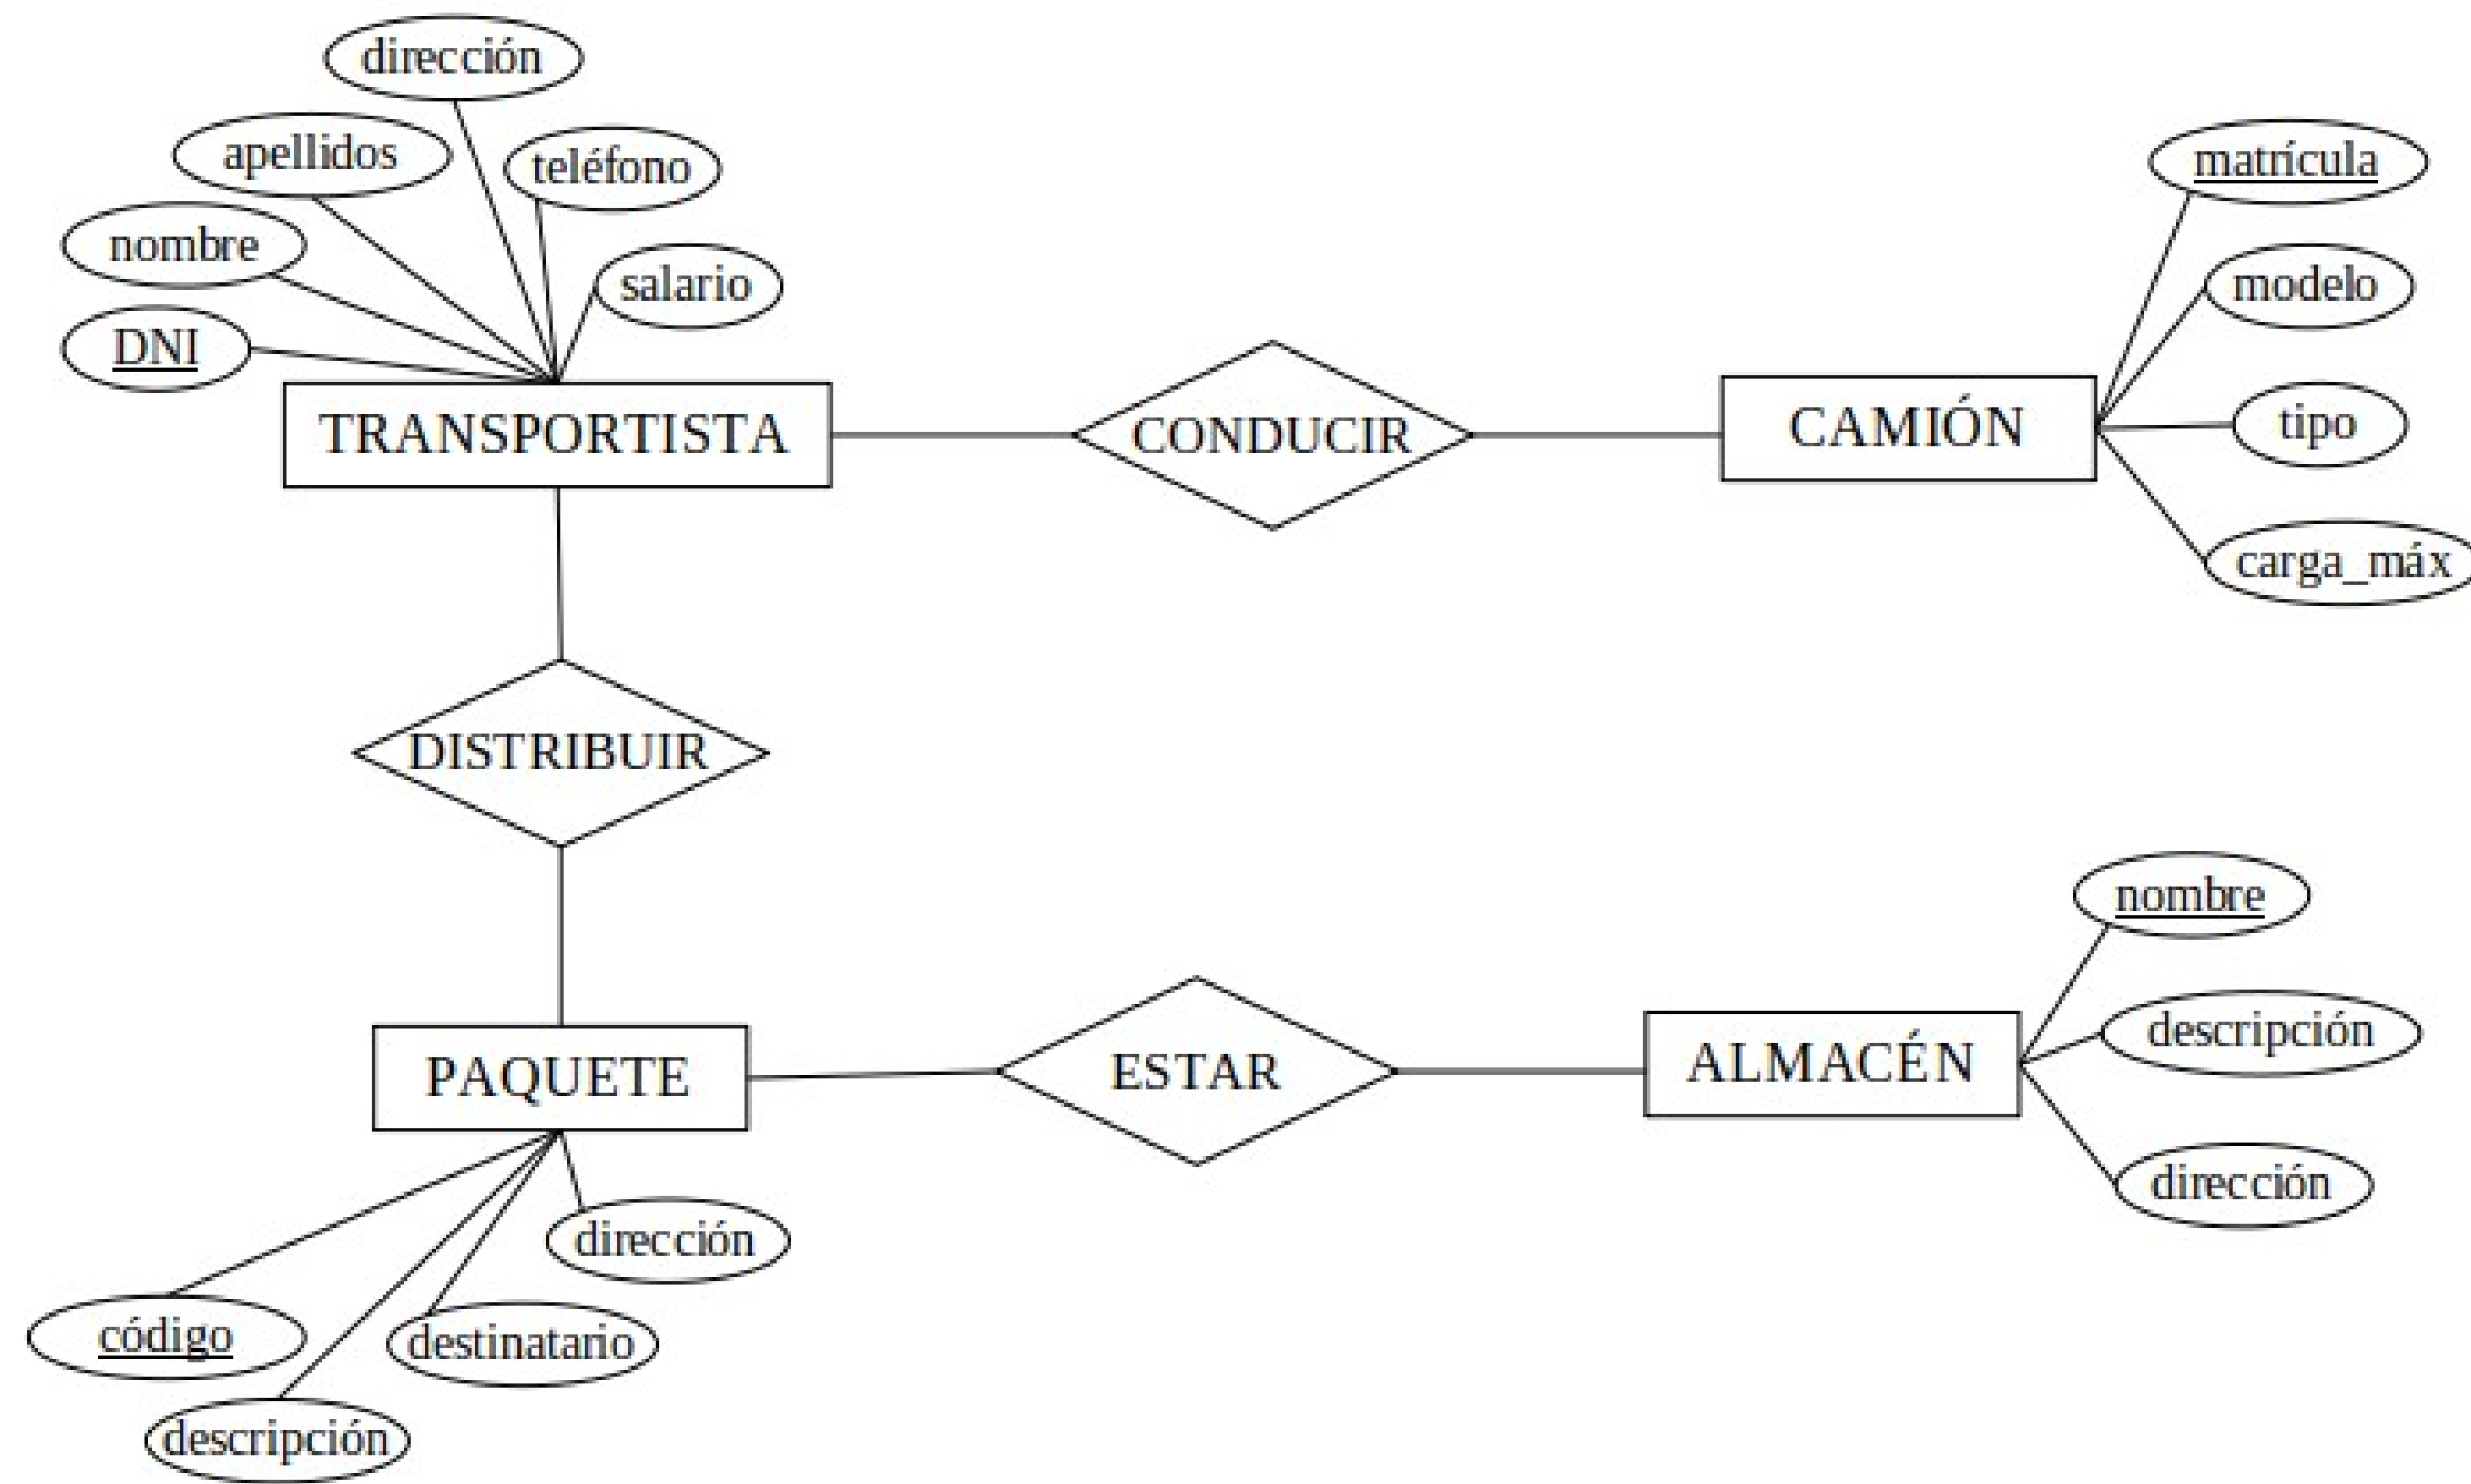 dirección
apellidos
teléfono
matrícula
nombre
salario
modelo
DNI
TRANSPORTISTA
CONDUCIR
CAMIÓN
tipo
carga_máx
DISTRIBUIR
nombre
PAQUETE
ESTAR
ALMACÉN
descripción
dirección
dirección
código
destinatario
descripción